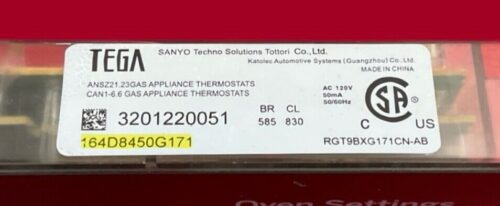 TEGA
SANYO Techno Solutions Tottori Co.,Ltd.
Katolec Automotive Systems (Guangzhou) Co.,Ltd.
MADE IN CHINA
ANSZ21.23GAS APPLIANCE THERMOSTATS
CAN1-6.6 GAS APPLIANCE THERMOSTATS
AC 120V
50mA
50/60Hz
BR CL
3201220051 585 830
SA
C US
164D8450G171
RGT9BXG171CN-AB
Oven Settings